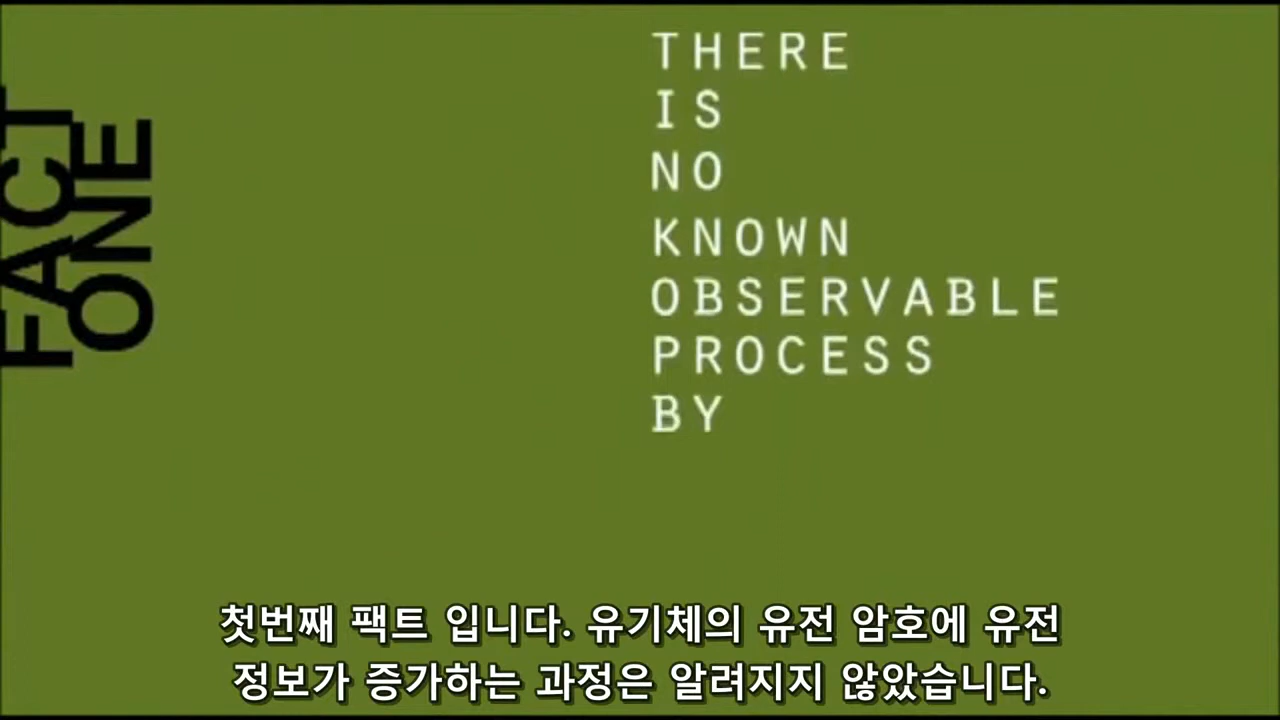 FACT
ONE
THERE
IS
NO
KNOWN
OBSERVABLE
PROCESS
BY
첫번째 팩트 입니다. 유기체의 유전 암호에 유전
정보가 증가하는 과정은 알려지지 않았습니다.